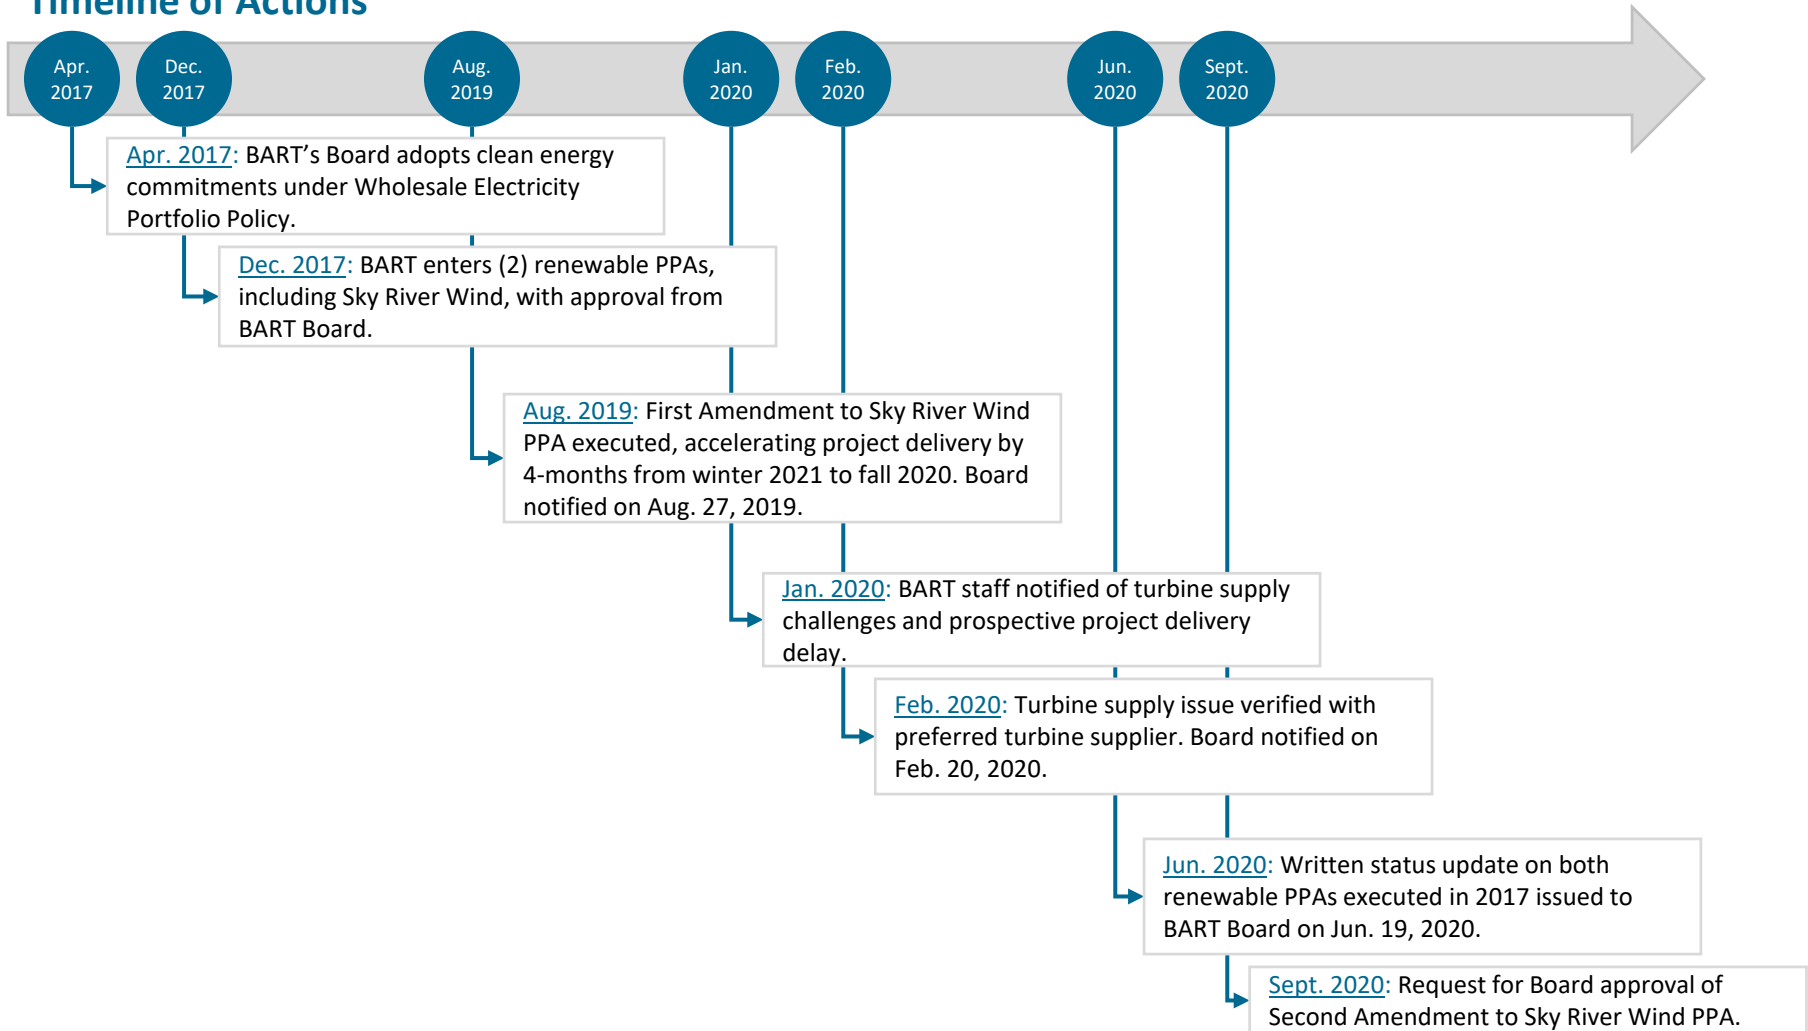 Timeline of Actions
Apr.
2017
Dec.
2017
Aug.
2019
Jan.
2020
Feb.
2020
Jun.
2020
Sept.
2020
Apr. 2017: BART’s Board adopts clean energy
commitments under Wholesale Electricity
Portfolio Policy.
Dec. 2017: BART enters (2) renewable PPAs,
including Sky River Wind, with approval from
BART Board.
Aug. 2019: First Amendment to Sky River Wind
PPA executed, accelerating project delivery by
4-months from winter 2021 to fall 2020. Board
notified on Aug. 27, 2019.
Jan. 2020: BART staff notified of turbine supply
challenges and prospective project delivery
delay.
Feb. 2020: Turbine supply issue verified with
preferred turbine supplier. Board notified on
Feb. 20, 2020.
Jun. 2020: Written status update on both
renewable PPAs executed in 2017 issued to
BART Board on Jun. 19, 2020.
Sept. 2020: Request for Board approval of
Second Amendment to Sky River Wind PPA.